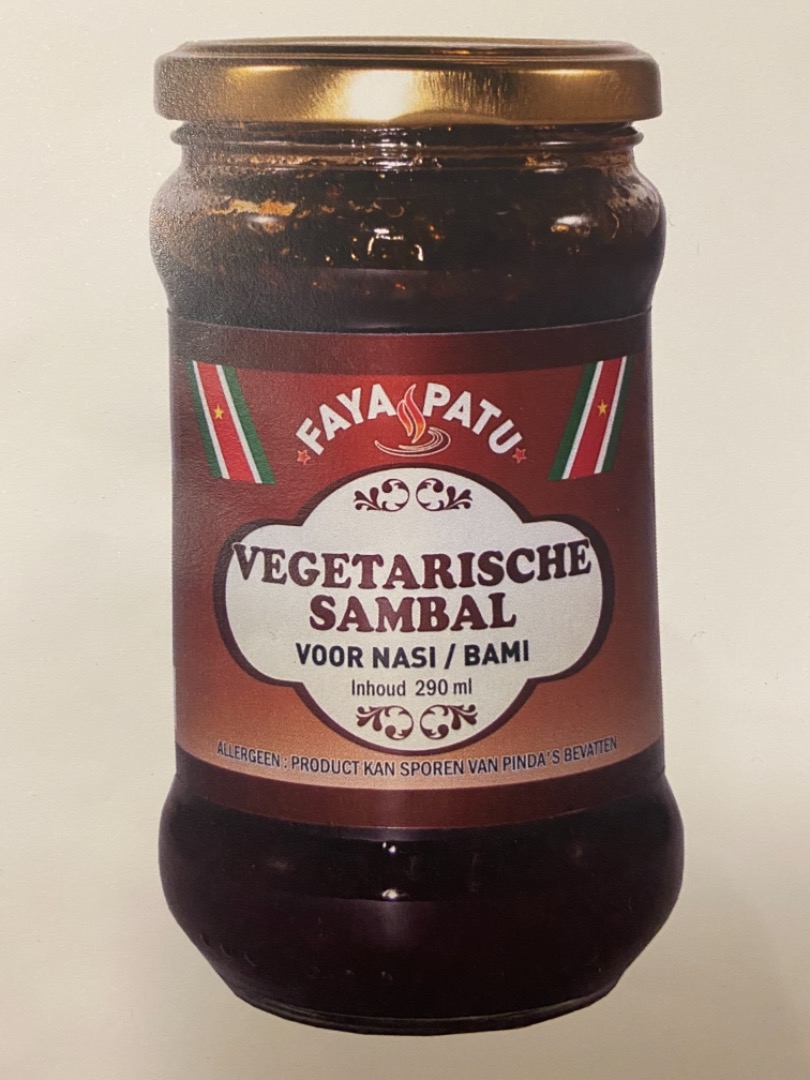 FAYA PATU
VEGETARISCHE
SAMBAL
VOOR NASI / BAMI
Inhoud 290 ml
ALLERGEEN : PRODUCT KAN SPOREN VAN PINDA'S BEVATTEN